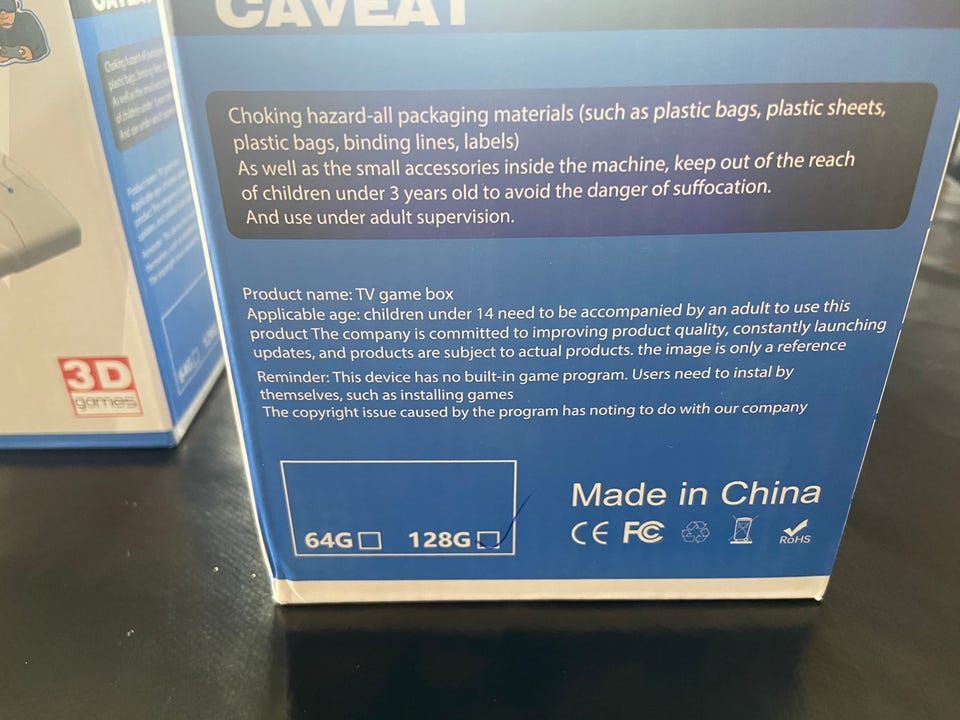 CAVEAT
Choking hazard-all packaging materials (such as plastic bags, plastic sheets,
plastic bags, binding lines, labels)
As well as the small accessories inside the machine, keep out of the reach
of children under 3 years old to avoid the danger of suffocation.
And use under adult supervision.
Product name: TV game box
Applicable age: children under 14 need to be accompanied by an adult to use this
product The company is committed to improving product quality, constantly launching
updates, and products are subject to actual products. the image is only a reference
Reminder: This device has no built-in game program. Users need to instal by
themselves, such as installing games
The copyright issue caused by the program has noting to do with our company
64G 128G
Made in China
CE FC RoHS
3D
games